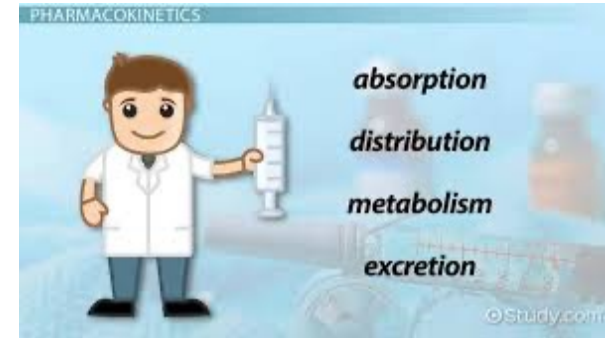 PHARMACOKINETICS
absorption
distribution
metabolism
excretion
Study.com